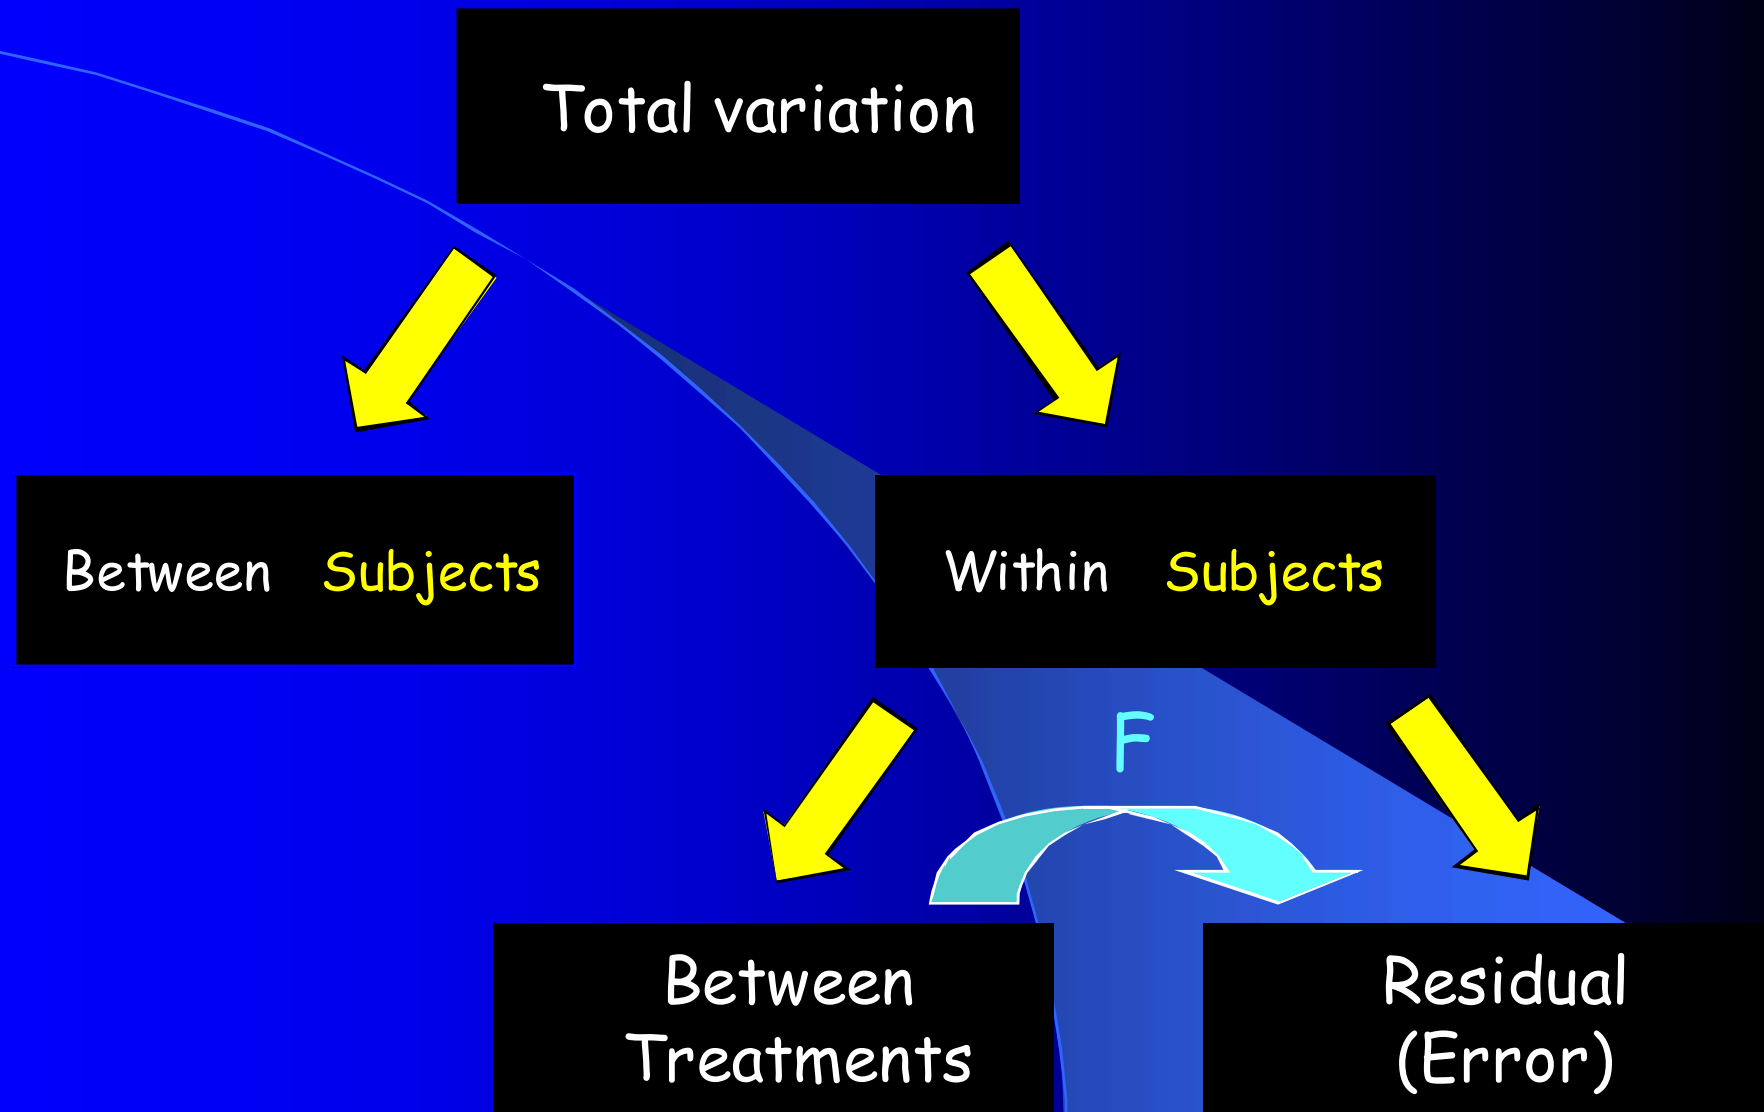 Total variation
Between Subjects
Within Subjects
F
Between
Treatments
Residual
(Error)